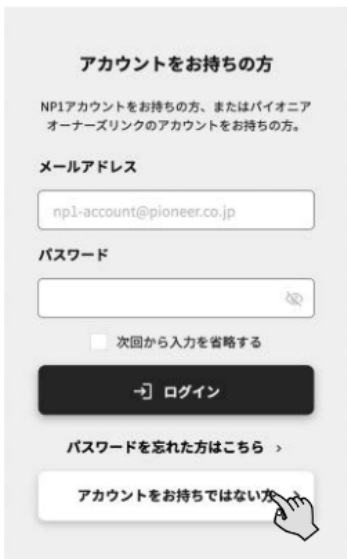 アカウントをお持ちの方
NP1アカウントをお持ちの方、またはパイオニア
オーナーズリンクのアカウントをお持ちの方。
メールアドレス
np1-account@pioneer.co.jp
パスワード
次回から入力を省略する
ログイン
パスワードを忘れた方はこちら ›
アカウントをお持ちではない方